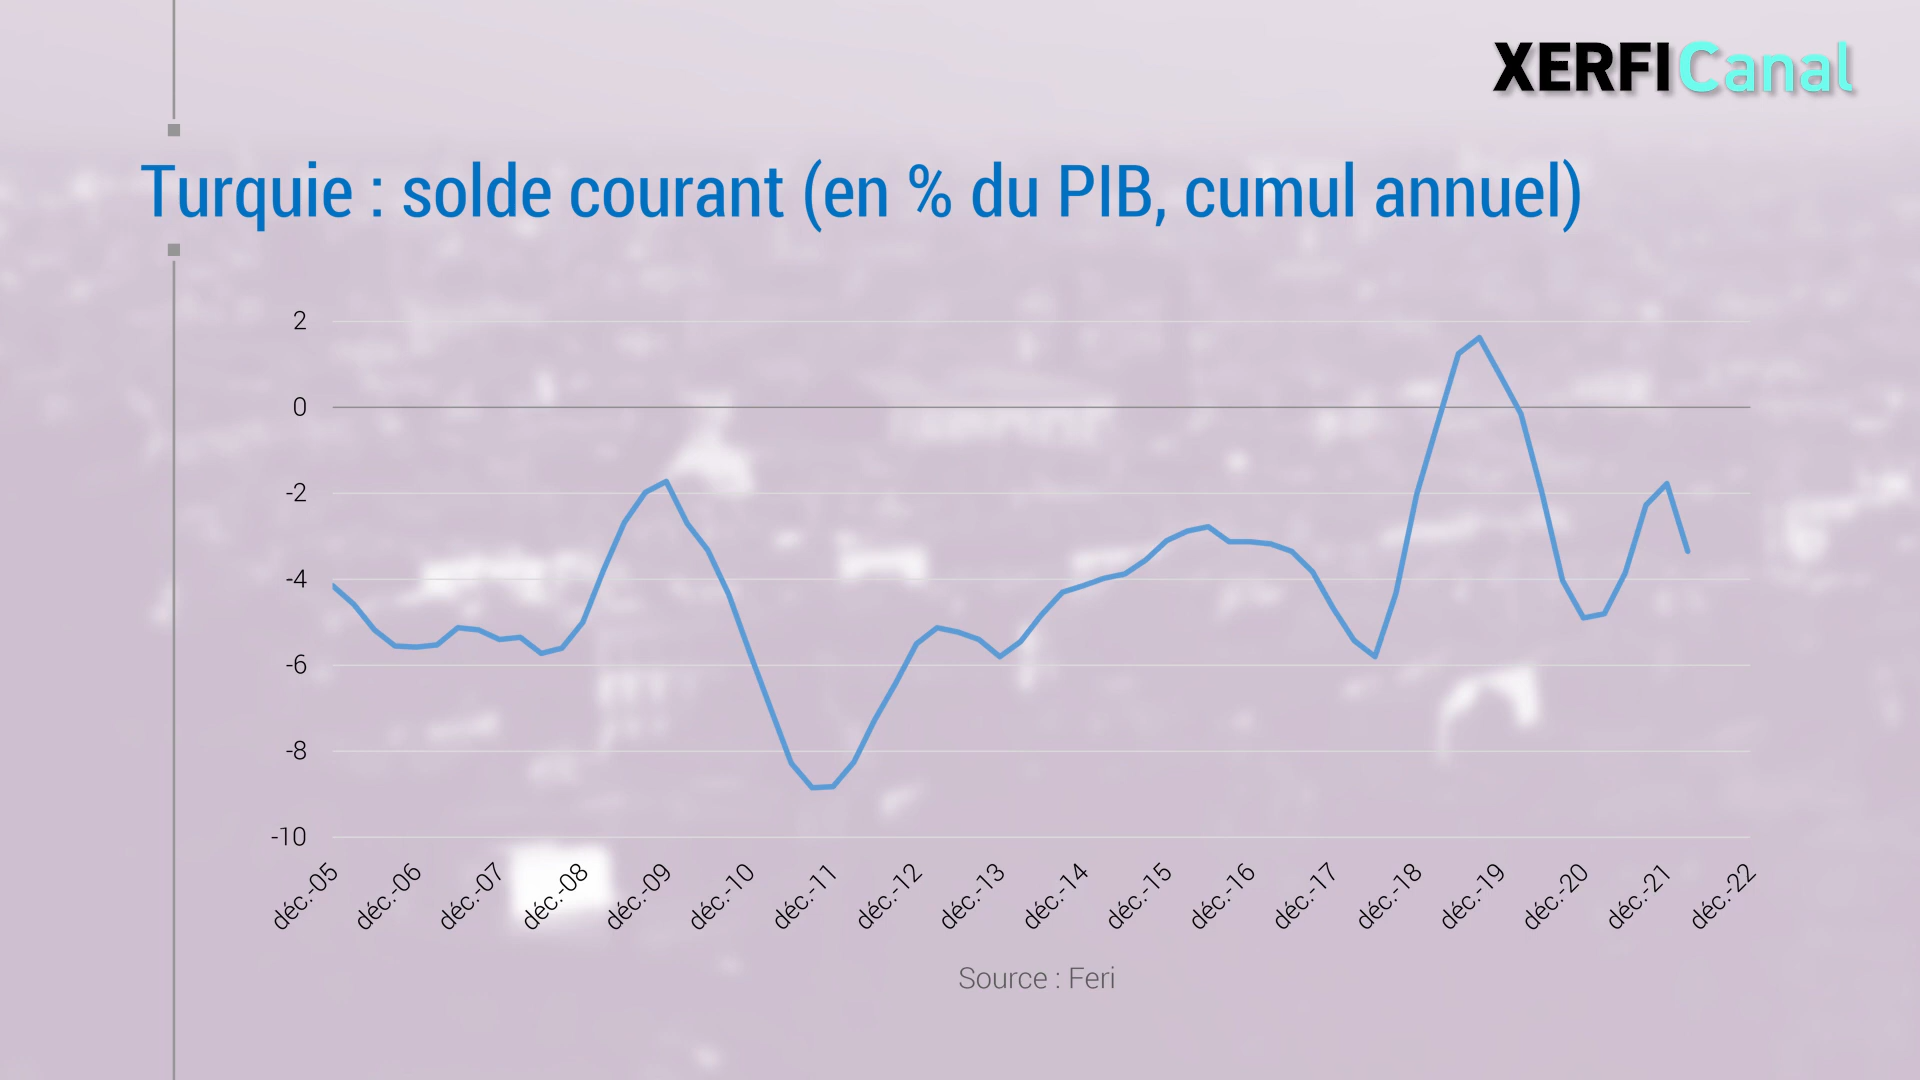 XERFI Canal
Turquie : solde courant (en % du PIB, cumul annuel)
2
0
-2
-4
-6
-8
-10
déc.-05
déc.-06
déc.-07
déc.-08
déc.-09
déc.-10
déc.-11
déc.-12
déc.-13
déc.-14
déc.-15
déc.-16
déc.-17
déc.-18
déc.-19
déc.-20
déc.-21
déc.-22
Source : Feri